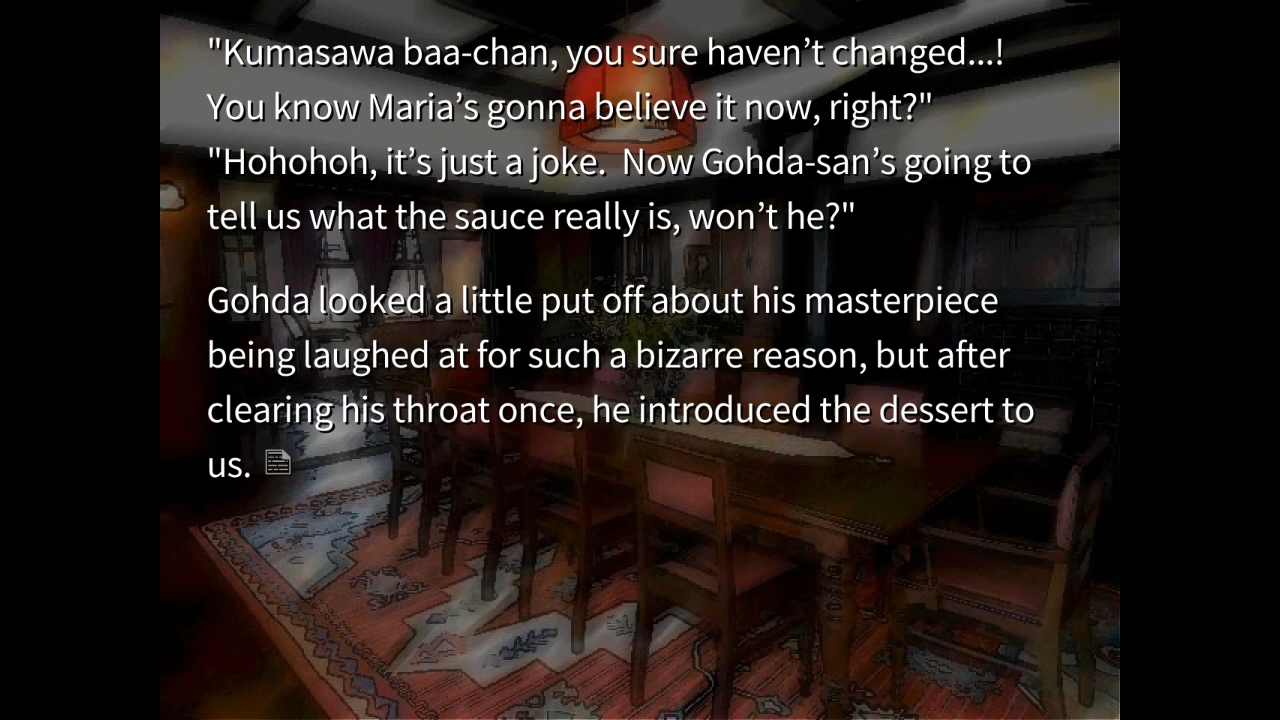 "Kumasawa baa-chan, you sure haven’t changed...!
You know Maria’s gonna believe it now, right?"
"Hohohoh, it’s just a joke.  Now Gohda-san’s going to
tell us what the sauce really is, won’t he?"
Gohda looked a little put off about his masterpiece
being laughed at for such a bizarre reason, but after
clearing his throat once, he introduced the dessert to
us.